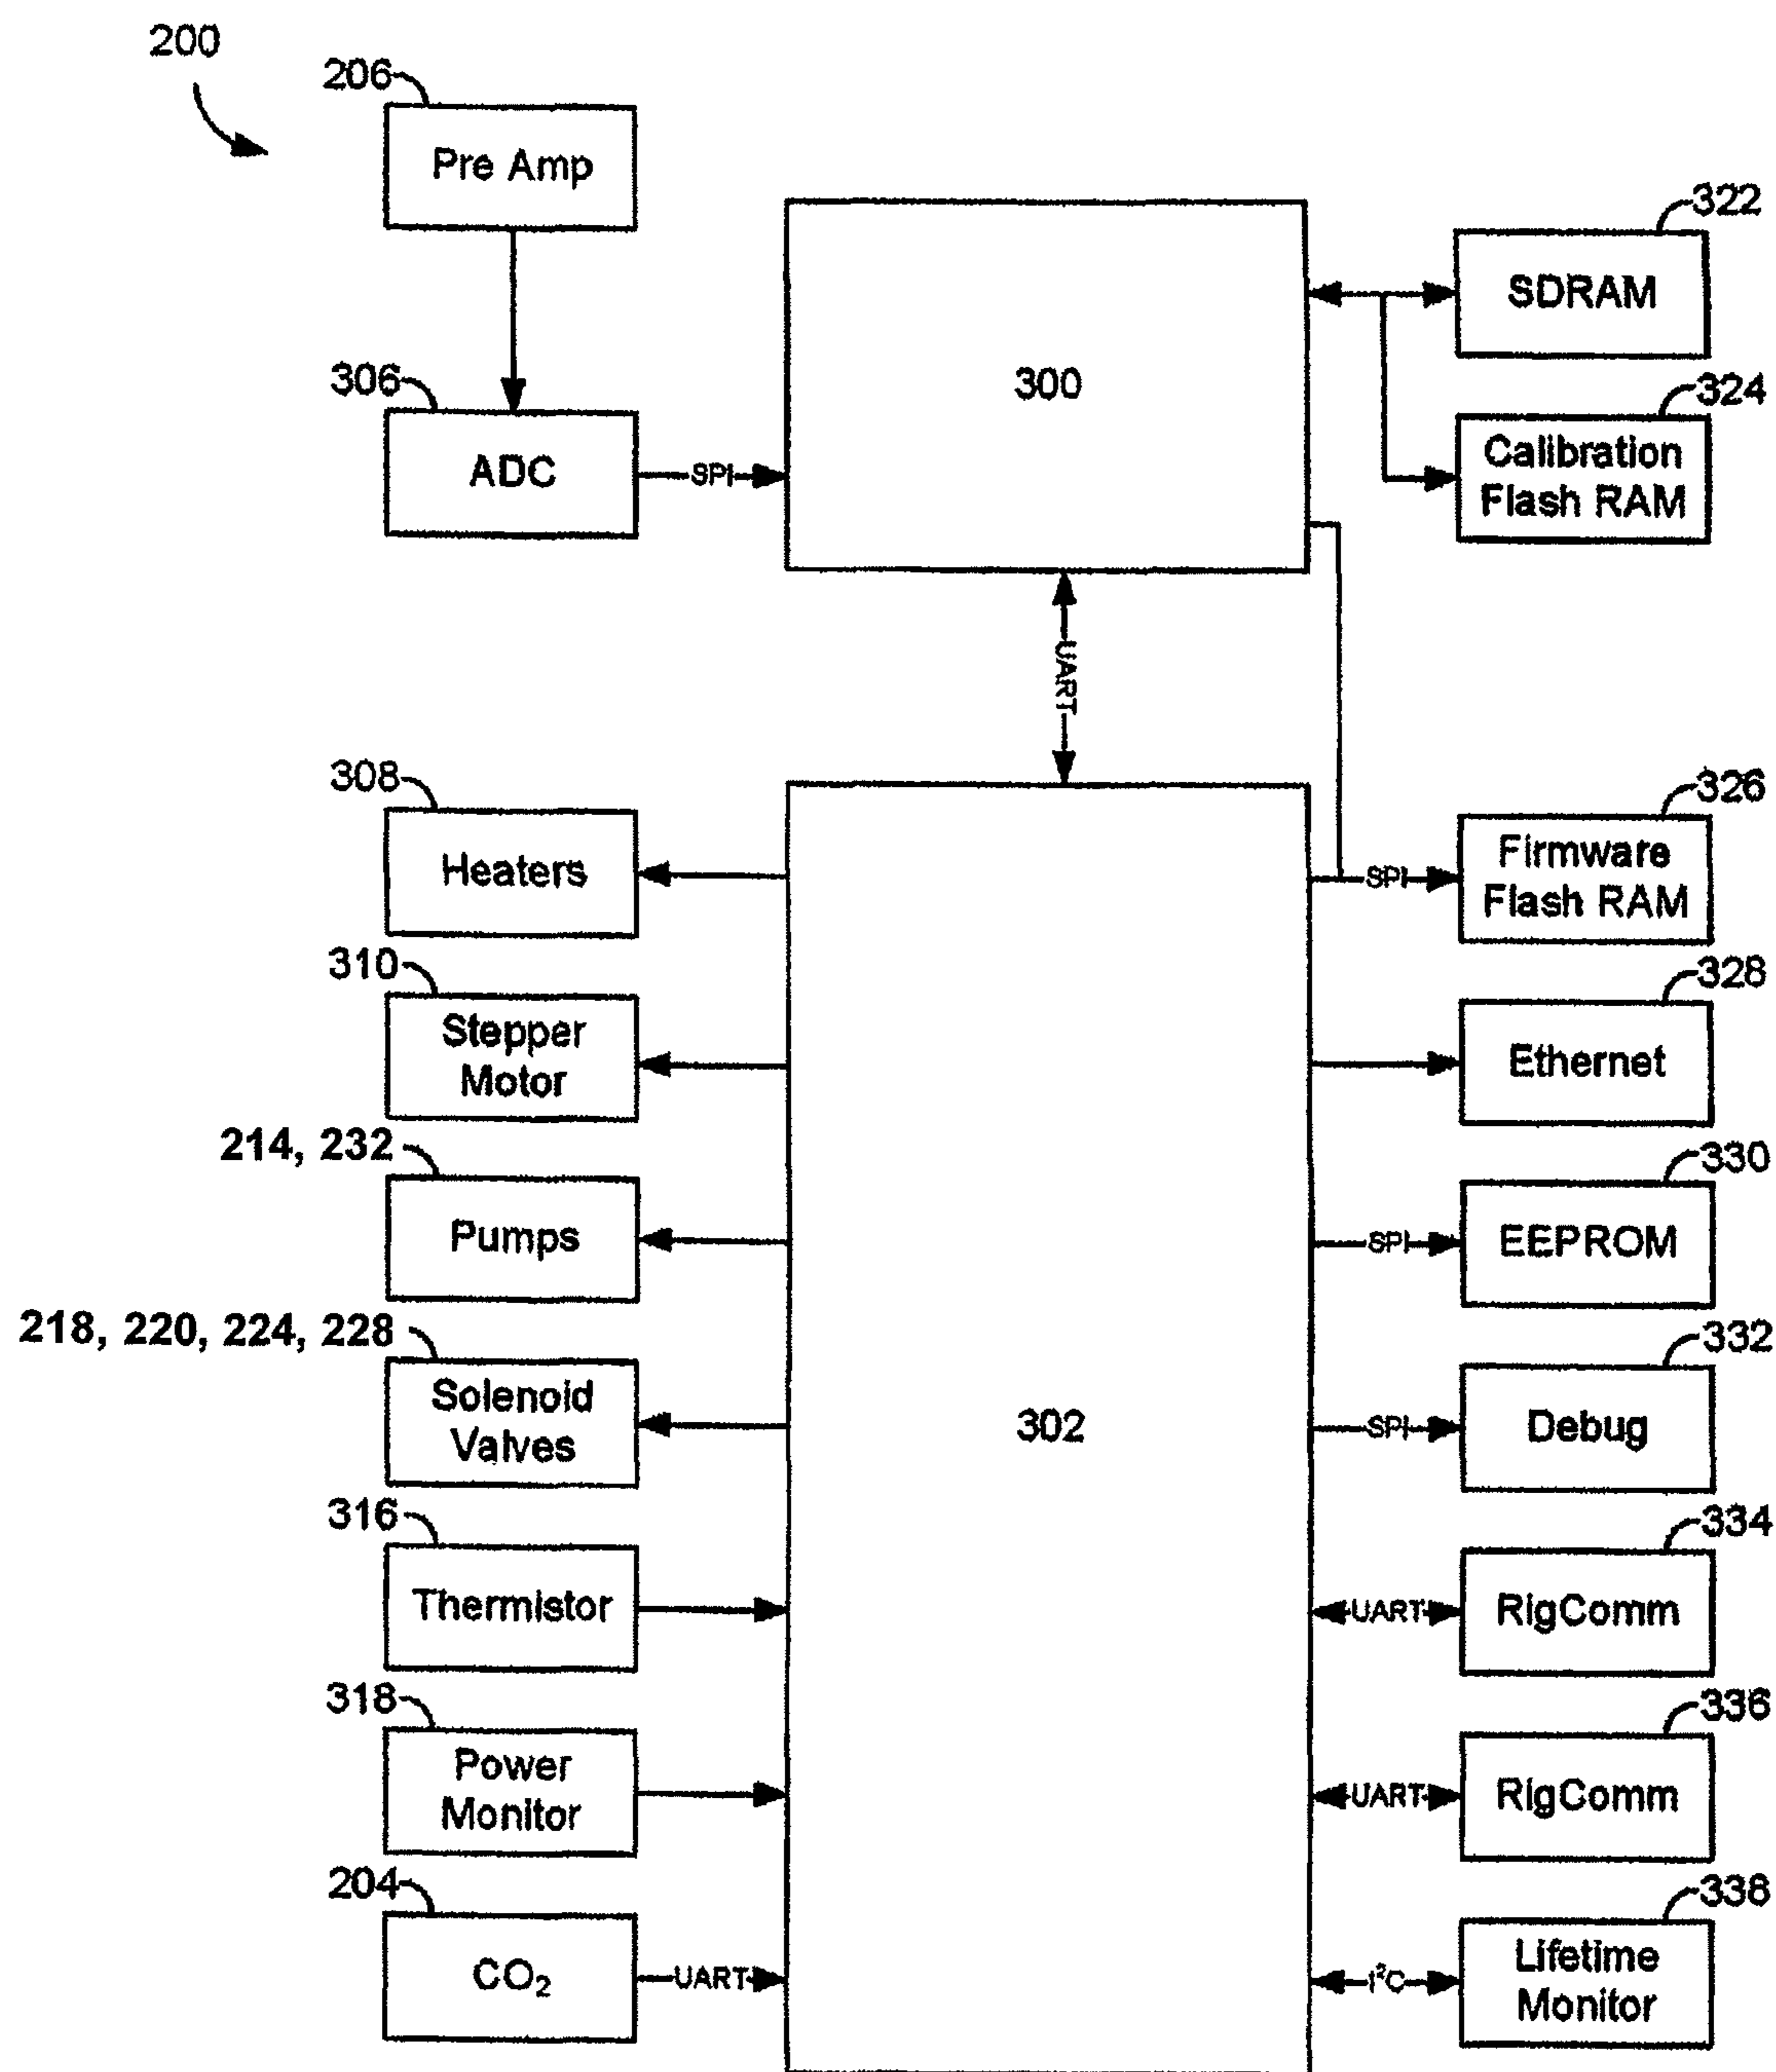 200
206
Pre Amp
322
SDRAM
300
306
ADC
SPI
324
Calibration
Flash RAM
UART
308
Heaters
326
Firmware
Flash RAM
SPI
310
Stepper
Motor
328
Ethernet
214, 232
Pumps
330
EEPROM
SPI
218, 220, 224, 228
Solenoid
Valves
302
332
Debug
SPI
316
Thermistor
334
RigComm
UART
318
Power
Monitor
336
RigComm
UART
204
CO₂
UART
338
Lifetime
Monitor
I²C